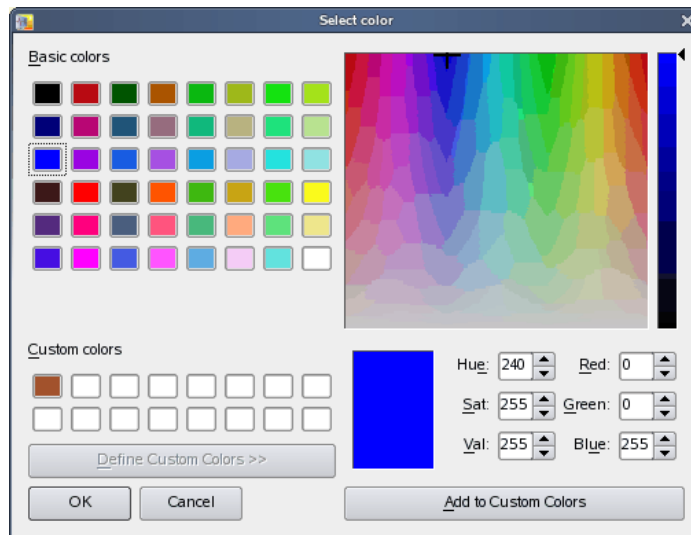 Select color
Basic colors
Custom colors
Define Custom Colors >>
OK
Cancel
Hue: 240
Red: 0
Sat: 255
Green: 0
Val: 255
Blue: 255
Add to Custom Colors